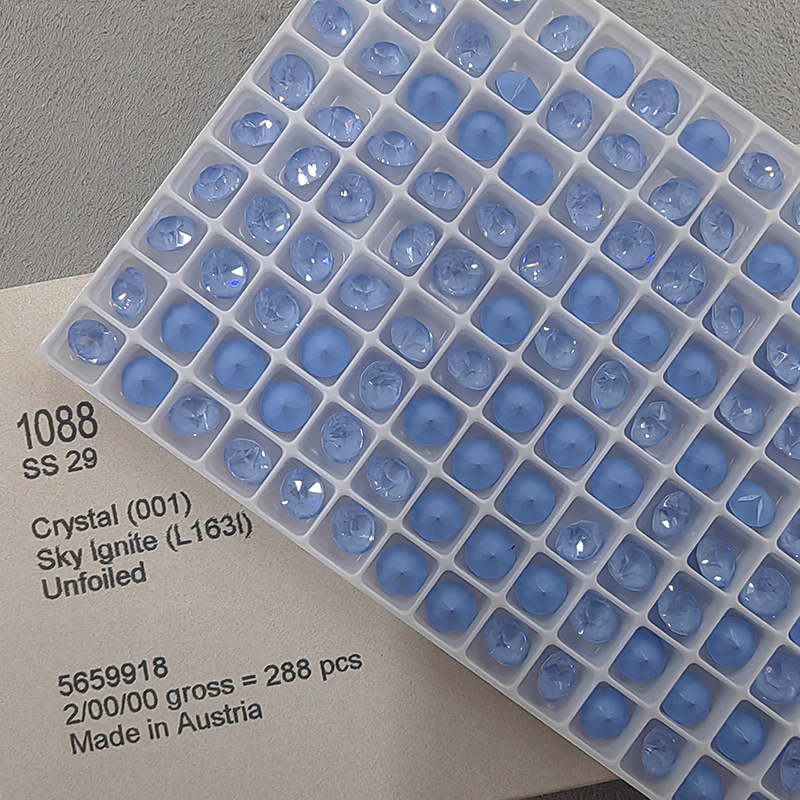 1088
SS 29
Crystal (001)
Sky Ignite (L163I)
Unfoiled
5659918
2/00/00 gross = 288 pcs
Made in Austria